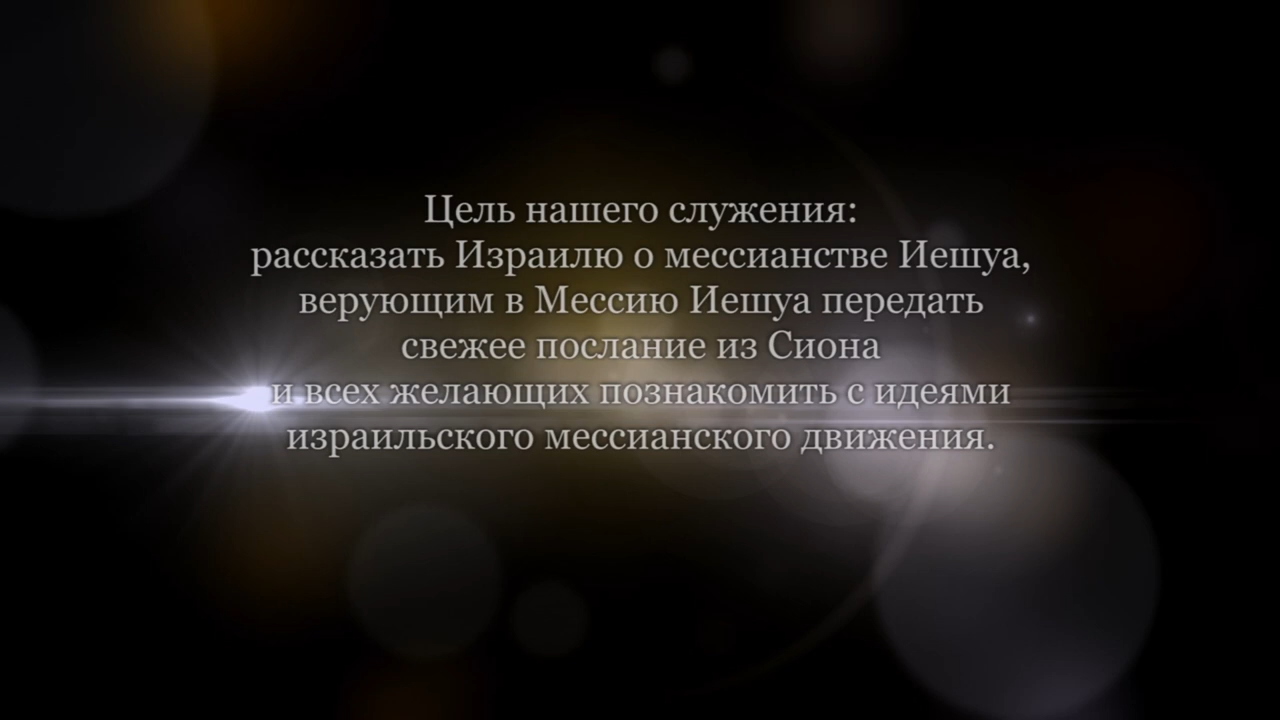 Цель нашего служения:
рассказать Израилю о мессианстве Иешуа,
верующим в Мессию Иешуа передать
свежее послание из Сиона
и всех желающих познакомить с идеями
израильского мессианского движения.